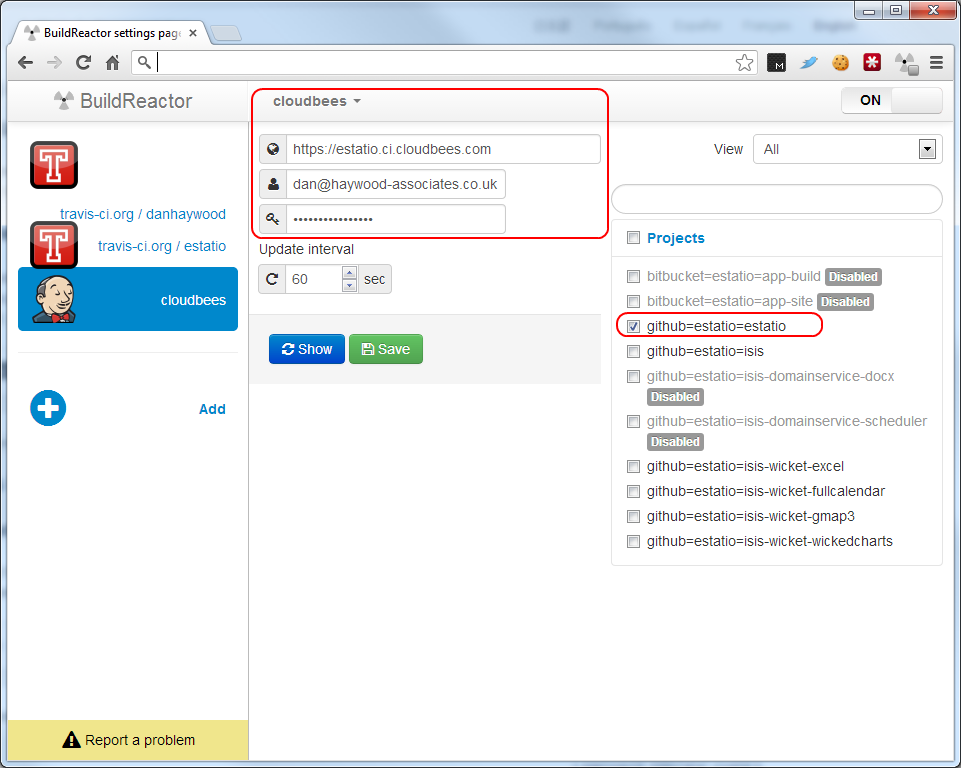 BuildReactor settings page
BuildReactor
cloudbees
ON
https://estatio.ci.cloudbees.com
dan@haywood-associates.co.uk
••••••••••••••••
Update interval
60
sec
Show
Save
travis-ci.org / danhaywood
travis-ci.org / estatio
cloudbees
Add
Report a problem
View
All
Projects
bitbucket=estatio=app-build Disabled
bitbucket=estatio=app-site Disabled
github=estatio=estatio
github=estatio=isis
github=estatio=isis-domainservice-docx
Disabled
github=estatio=isis-domainservice-scheduler
Disabled
github=estatio=isis-wicket-excel
github=estatio=isis-wicket-fullcalendar
github=estatio=isis-wicket-gmap3
github=estatio=isis-wicket-wickedcharts